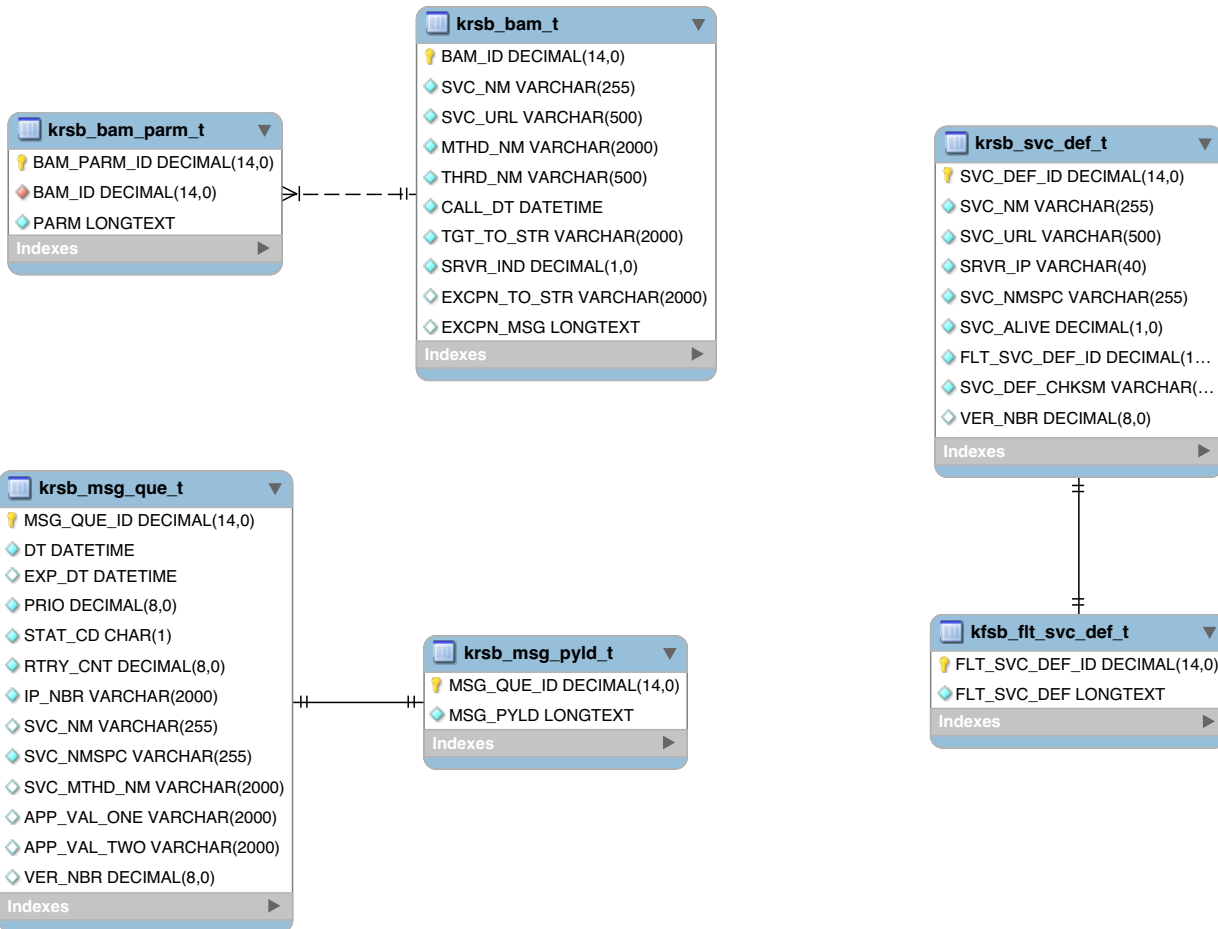 krsb_bam_t
BAM_ID DECIMAL(14,0)
SVC_NM VARCHAR(255)
SVC_URL VARCHAR(500)
MTHD_NM VARCHAR(2000)
THRD_NM VARCHAR(500)
CALL_DT DATETIME
TGT_TO_STR VARCHAR(2000)
SRVR_IND DECIMAL(1,0)
EXCPN_TO_STR VARCHAR(2000)
EXCPN_MSG LONGTEXT
Indexes
krsb_bam_parm_t
BAM_PARM_ID DECIMAL(14,0)
BAM_ID DECIMAL(14,0)
PARM LONGTEXT
Indexes
krsb_svc_def_t
SVC_DEF_ID DECIMAL(14,0)
SVC_NM VARCHAR(255)
SVC_URL VARCHAR(500)
SRVR_IP VARCHAR(40)
SVC_NMSPC VARCHAR(255)
SVC_ALIVE DECIMAL(1,0)
FLT_SVC_DEF_ID DECIMAL(1…
SVC_DEF_CHKSM VARCHAR(…
VER_NBR DECIMAL(8,0)
Indexes
krsb_msg_que_t
MSG_QUE_ID DECIMAL(14,0)
DT DATETIME
EXP_DT DATETIME
PRIO DECIMAL(8,0)
STAT_CD CHAR(1)
RTRY_CNT DECIMAL(8,0)
IP_NBR VARCHAR(2000)
SVC_NM VARCHAR(255)
SVC_NMSPC VARCHAR(255)
SVC_MTHD_NM VARCHAR(2000)
APP_VAL_ONE VARCHAR(2000)
APP_VAL_TWO VARCHAR(2000)
VER_NBR DECIMAL(8,0)
Indexes
krsb_msg_pyld_t
MSG_QUE_ID DECIMAL(14,0)
MSG_PYLD LONGTEXT
Indexes
kfsb_flt_svc_def_t
FLT_SVC_DEF_ID DECIMAL(14,0)
FLT_SVC_DEF LONGTEXT
Indexes